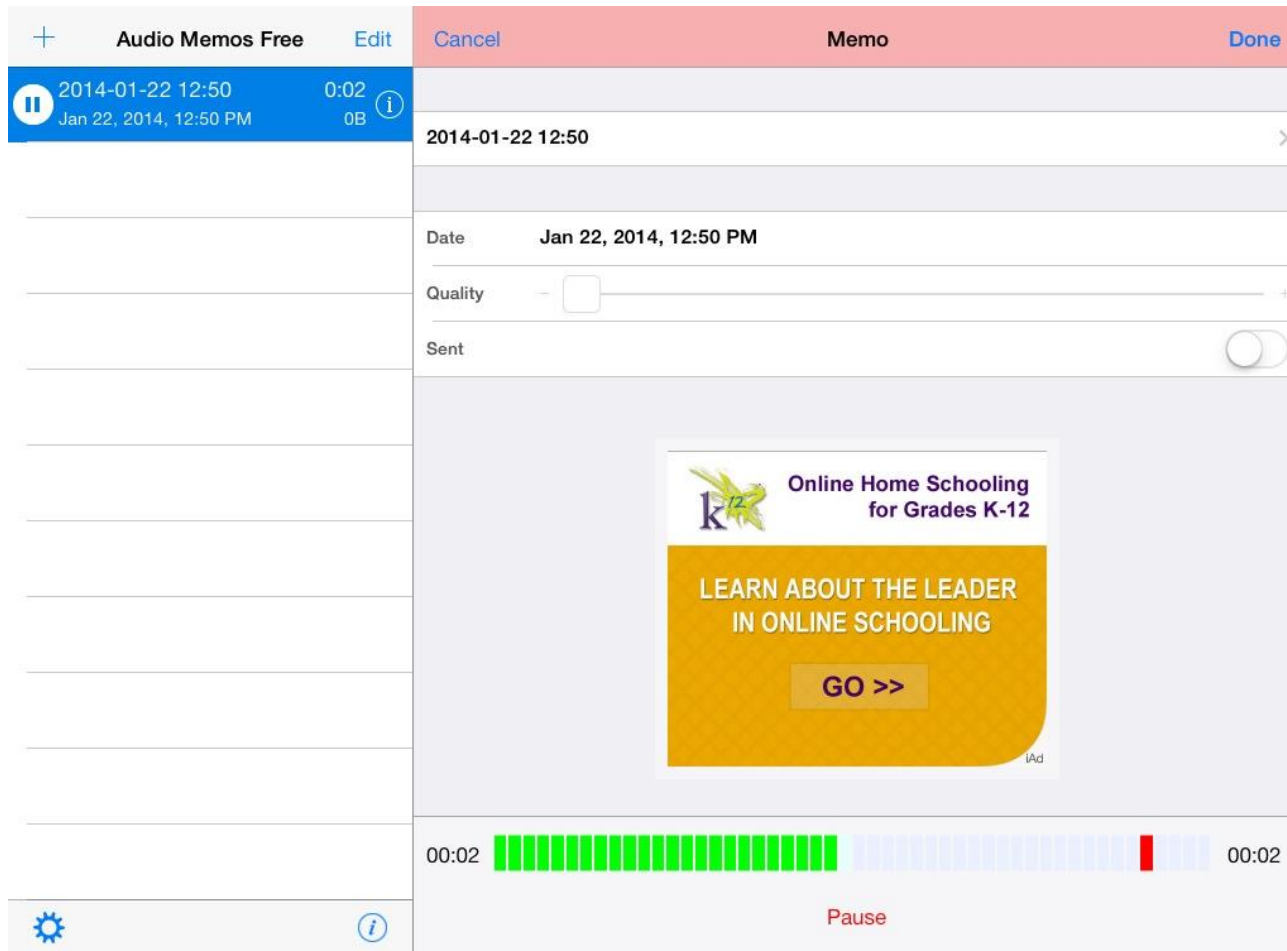 Audio Memos Free
Edit
2014-01-22 12:50
0:02
Jan 22, 2014, 12:50 PM
0B
Cancel
Memo
Done
2014-01-22 12:50
Date
Jan 22, 2014, 12:50 PM
Quality
Sent
k12
Online Home Schooling
for Grades K-12
LEARN ABOUT THE LEADER
IN ONLINE SCHOOLING
GO >>
iAd
00:02
00:02
Pause